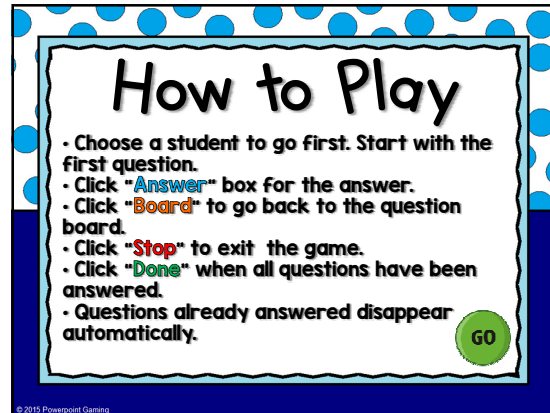 How to Play
• Choose a student to go first. Start with the
first question.
• Click "Answer" box for the answer.
• Click "Board" to go back to the question
board.
• Click "Stop" to exit the game.
• Click "Done" when all questions have been
answered.
• Questions already answered disappear
automatically.
GO
© 2015 Powerpoint Gaming